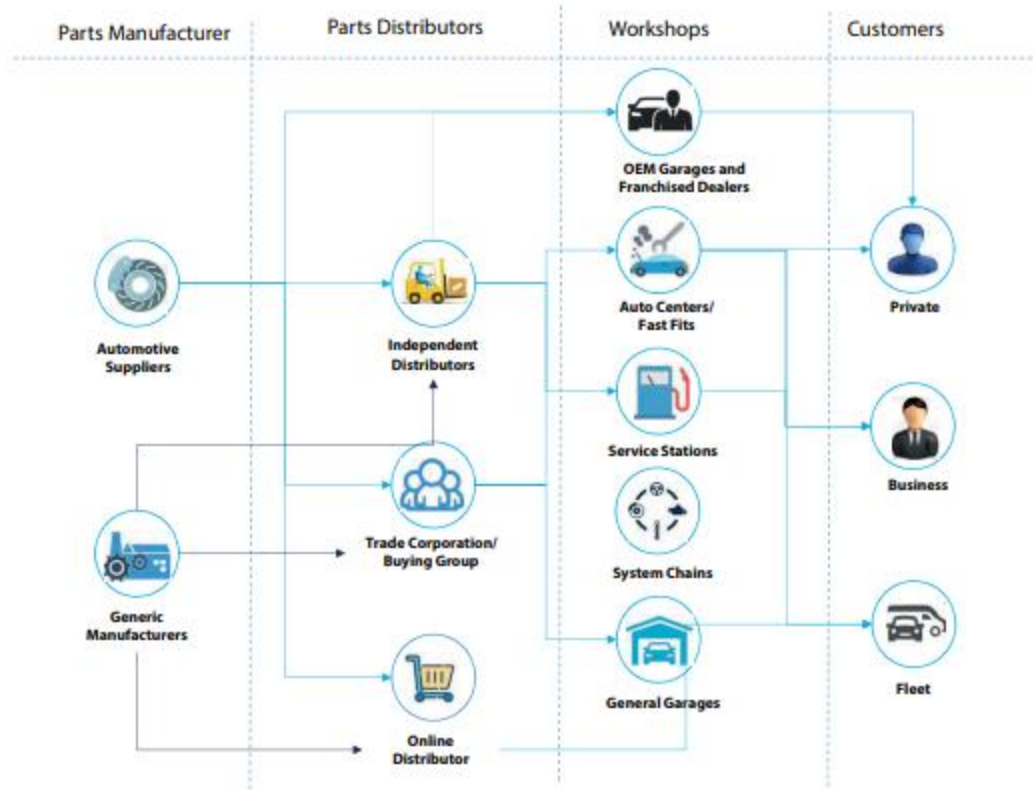 Parts Manufacturer
Parts Distributors
Workshops
Customers
OEM Garages and
Franchised Dealers
Automotive
Suppliers
Independent
Distributors
Auto Centers/
Fast Fits
Private
Service Stations
Business
Trade Corporation/
Buying Group
System Chains
Generic
Manufacturers
General Garages
Fleet
Online
Distributor